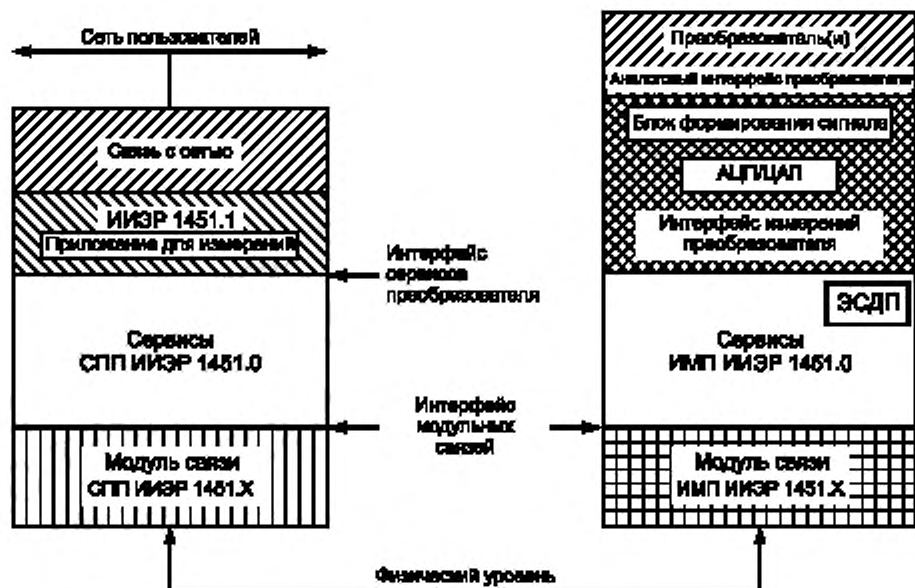 Сеть пользователей
Связь с сетью
ИИЭР 1451.1
Приложение для измерений
Интерфейс
сервиса
преобразователя
Сервисы
СПП ИИЭР 1451.0
Интерфейс
модульных
связей
Модуль связи
СПП ИИЭР 1451.X
Преобразователь(и)
Аналоговый интерфейс преобразователя
Блок формирования сигнала
АЦП/ЦАП
Интерфейс измерений
преобразователя
ЭСДП
Сервисы
ИМП ИИЭР 1451.0
Модуль связи
ИМП ИИЭР 1451.X
Физический уровень